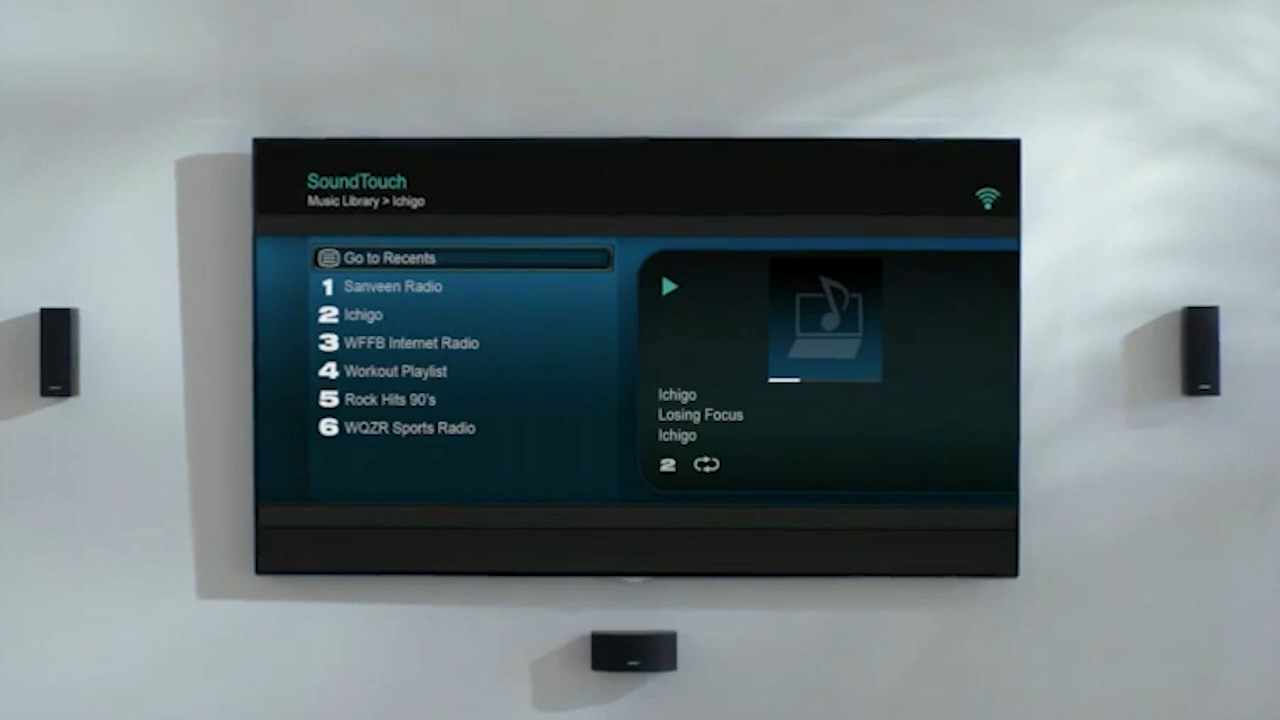 SoundTouch
Music Library > Ichigo
Go to Recents
1 Sanveen Radio
2 Ichigo
3 WFFB Internet Radio
4 Workout Playlist
5 Rock Hits 90's
6 WQZR Sports Radio
Ichigo
Losing Focus
Ichigo
2